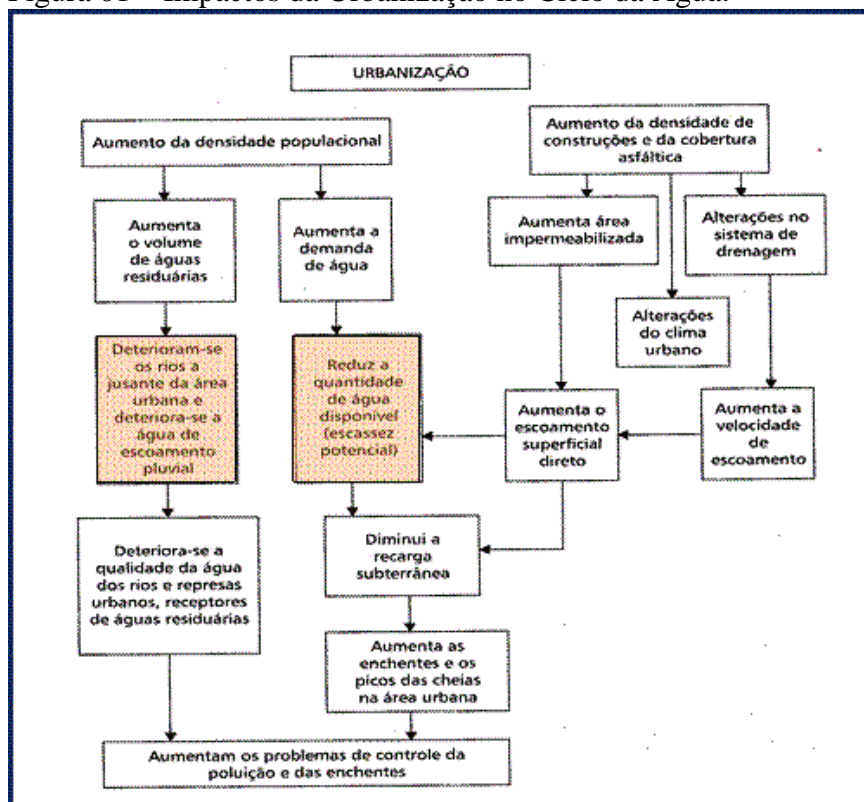 Figura 01 – Impactos da Urbanização no Ciclo da Água.
URBANIZAÇÃO
Aumento da densidade populacional
Aumento da densidade de
construções e da cobertura
asfáltica
Aumenta
o volume
de águas
residuárias
Aumenta a
demanda
de água
Aumenta área
impermeabilizada
Alterações no
sistema de
drenagem
Alterações
do clima
urbano
Deterioram-se
os rios a
jusante da área
urbana e
deteriora-se a
água de
escoamento
pluvial
Reduz a
quantidade
de água
disponível
(escassez
potencial)
Aumenta o
escoamento
superficial
direto
Aumenta a
velocidade
de
escoamento
Deteriora-se a
qualidade da água
dos rios e represas
urbanos, receptores
de águas residuárias
Diminui a
recarga
subterrânea
Aumenta as
enchentes e os
picos das cheias
na área urbana
Aumentam os problemas de controle da
poluição e das enchentes